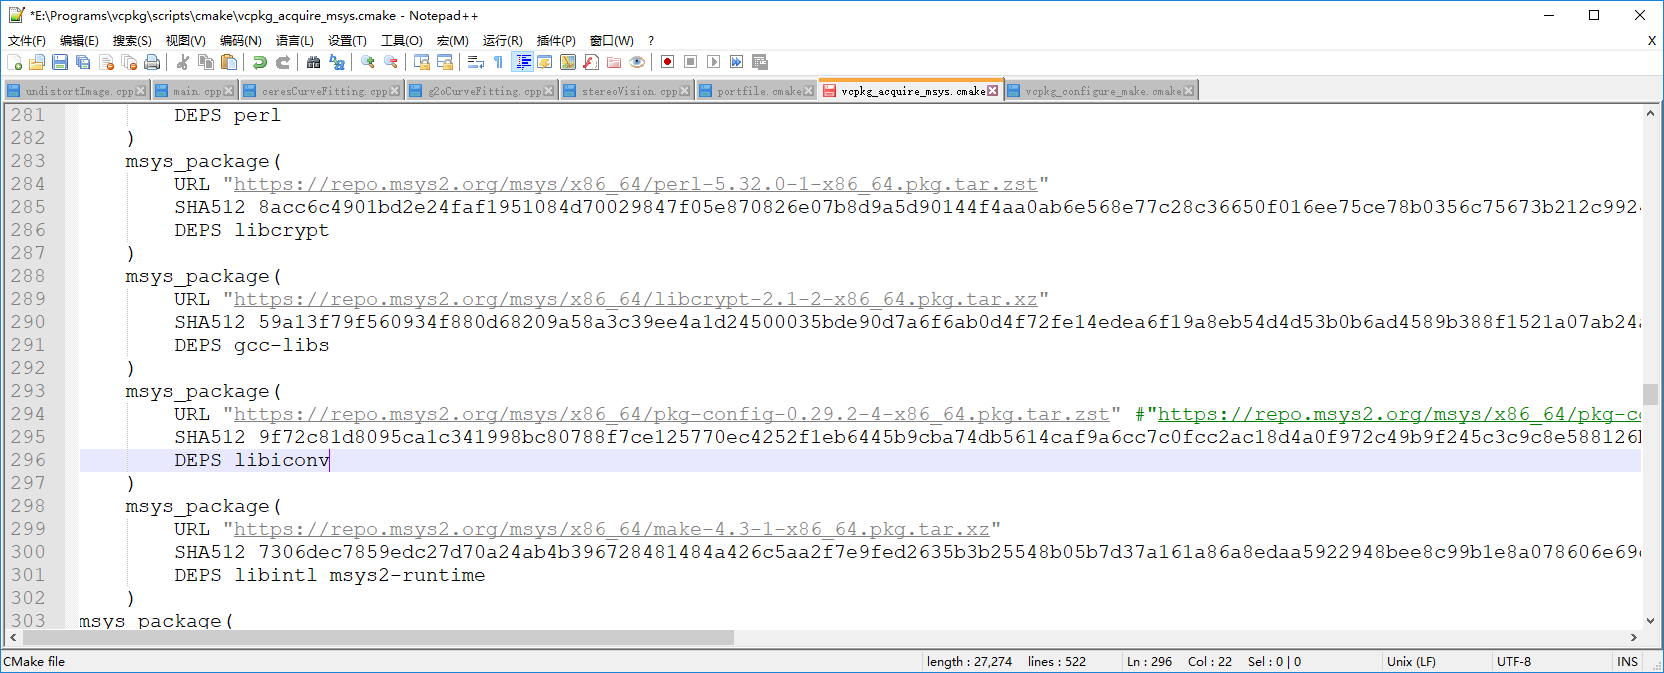 *E:\Programs\vcpkg\scripts\cmake\vcpkg_acquire_msys.cmake - Notepad++
文件(F) 编辑(E) 搜索(S) 视图(V) 编码(N) 语言(L) 设置(T) 工具(O) 宏(M) 运行(R) 插件(P) 窗口(W) ? X
undistortImage.cpp main.cpp ceresCurveFitting.cpp g2oCurveFitting.cpp stereoVision.cpp portfile.cmake vcpkg_acquire_msys.cmake vcpkg_configure_make.cmake
281 DEPS perl
282 )
283 msys_package(
284 URL "https://repo.msys2.org/msys/x86_64/perl-5.32.0-1-x86_64.pkg.tar.zst"
285 SHA512 8acc6c4901bd2e24faf1951084d70029847f05e870826e07b8d9a5d90144f4aa0ab6e568e77c28c36650f016ee75ce78b0356c75673b212c992
286 DEPS libcrypt
287 )
288 msys_package(
289 URL "https://repo.msys2.org/msys/x86_64/libcrypt-2.1-2-x86_64.pkg.tar.xz"
290 SHA512 59a13f79f560934f880d68209a58a3c39ee4a1d24500035bde90d7a6f6ab0d4f72fe14edea6f19a8eb54d4d53b0b6ad4589b388f1521a07ab24
291 DEPS gcc-libs
292 )
293 msys_package(
294 URL "https://repo.msys2.org/msys/x86_64/pkg-config-0.29.2-4-x86_64.pkg.tar.zst" #"https://repo.msys2.org/msys/x86_64/pkg-c
295 SHA512 9f72c81d8095ca1c341998bc80788f7ce125770ec4252f1eb6445b9cba74db5614caf9a6cc7c0fcc2ac18d4a0f972c49b9f245c3c9c8e588126
296 DEPS libiconv
297 )
298 msys_package(
299 URL "https://repo.msys2.org/msys/x86_64/make-4.3-1-x86_64.pkg.tar.xz"
300 SHA512 7306dec7859edc27d70a24ab4b396728481484a426c5aa2f7e9fed2635b3b25548b05b7d37a161a86a8edaa5922948bee8c99b1e8a078606e69
301 DEPS libintl msys2-runtime
302 )
303 msys_package(
CMake file length : 27,274 lines : 522 Ln : 296 Col : 22 Sel : 0 | 0 Unix (LF) UTF-8 INS